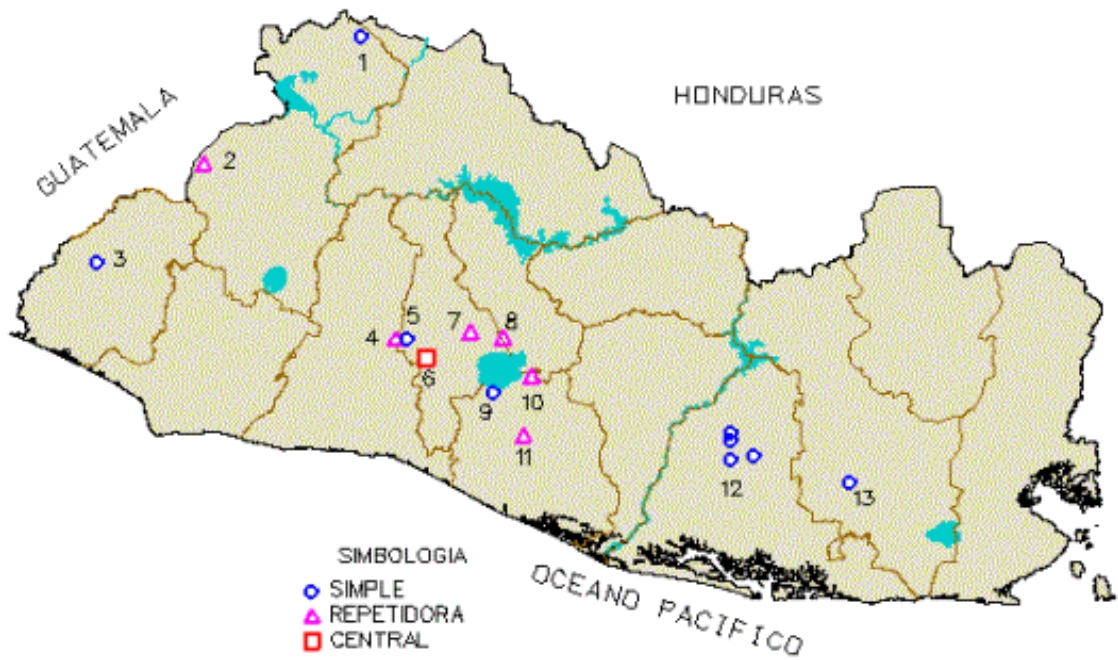 1
HONDURAS
GUATEMALA
2
3
4
5
6
7
8
9
10
11
12
13
SIMBOLOGIA
SIMPLE
REPETIDORA
CENTRAL
OCEANO PACIFICO